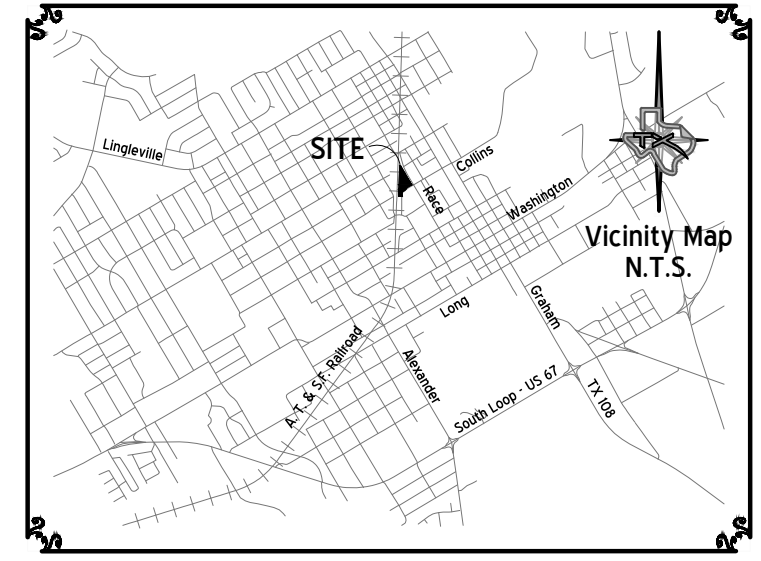 Lingleville
SITE
Collins
Race
Washington
TX
Vicinity Map
N.T.S.
Graham
Long
A. T. & S.F. Railroad
Alexander
South Loop - US 67
TX 108